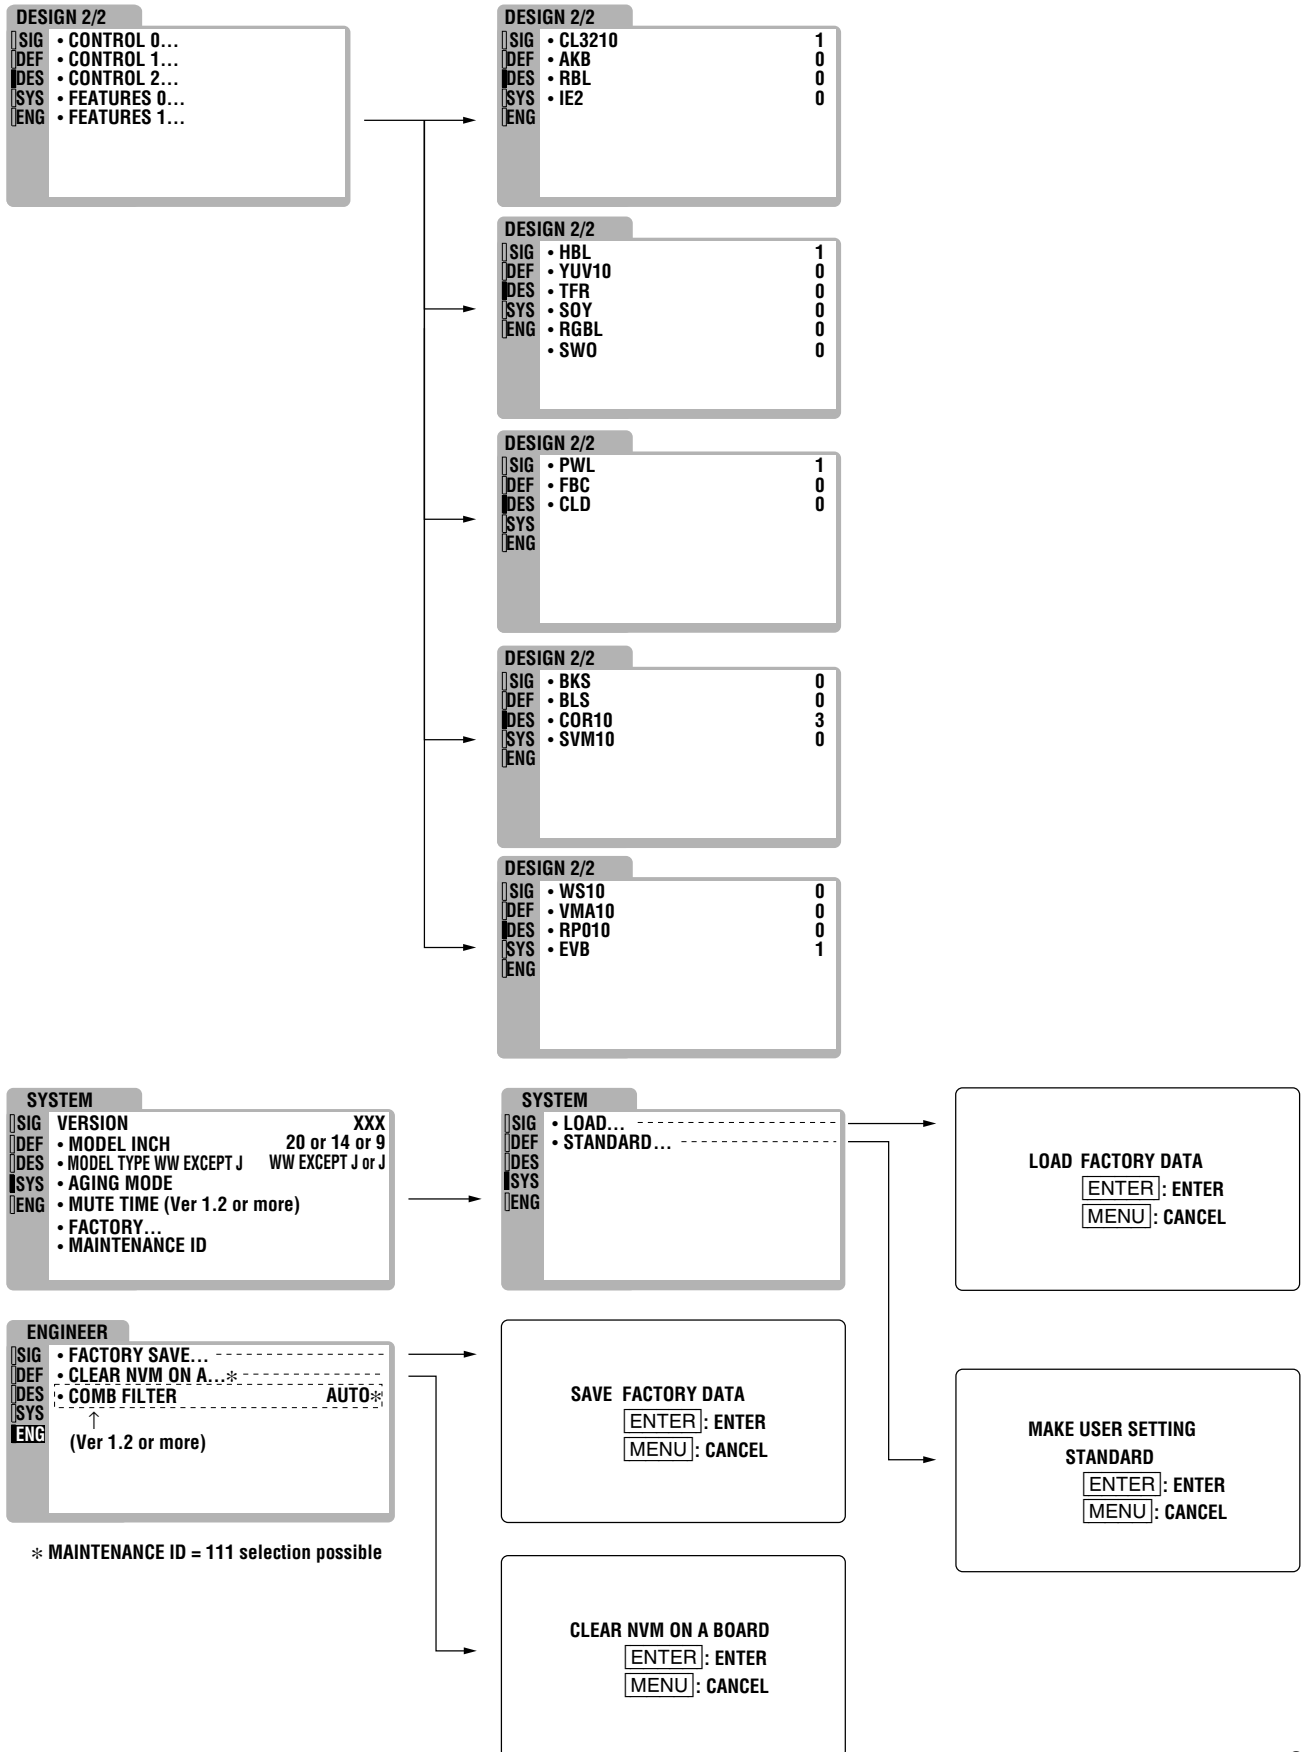 DESIGN 2/2
SIG • CONTROL 0...
DEF • CONTROL 1...
DES • CONTROL 2...
SYS • FEATURES 0...
ENG • FEATURES 1...
DESIGN 2/2
SIG • CL3210 1
DEF • AKB 0
DES • RBL 0
SYS • IE2 0
ENG
DESIGN 2/2
SIG • HBL 1
DEF • YUV10 0
DES • TFR 0
SYS • SOY 0
ENG • RGBL 0
• SWO 0
DESIGN 2/2
SIG • PWL 1
DEF • FBC 0
DES • CLD 0
SYS
ENG
DESIGN 2/2
SIG • BKS 0
DEF • BLS 0
DES • COR10 3
SYS • SVM10 0
ENG
DESIGN 2/2
SIG • WS10 0
DEF • VMA10 0
DES • RPO10 0
SYS • EVB 1
ENG
SYSTEM
SIG VERSION XXX
DEF • MODEL INCH 20 or 14 or 9
DES • MODEL TYPE WW EXCEPT J WW EXCEPT J or J
SYS • AGING MODE
ENG • MUTE TIME (Ver 1.2 or more)
• FACTORY...
• MAINTENANCE ID
SYSTEM
SIG • LOAD...
DEF • STANDARD...
DES
SYS
ENG
LOAD FACTORY DATA
ENTER : ENTER
MENU : CANCEL
ENGINEER
SIG • FACTORY SAVE...
DEF • CLEAR NVM ON A...*
DES • COMB FILTER AUTO*
SYS ↑
ENG (Ver 1.2 or more)
SAVE FACTORY DATA
ENTER : ENTER
MENU : CANCEL
MAKE USER SETTING
STANDARD
ENTER : ENTER
MENU : CANCEL
* MAINTENANCE ID = 111 selection possible
CLEAR NVM ON A BOARD
ENTER : ENTER
MENU : CANCEL